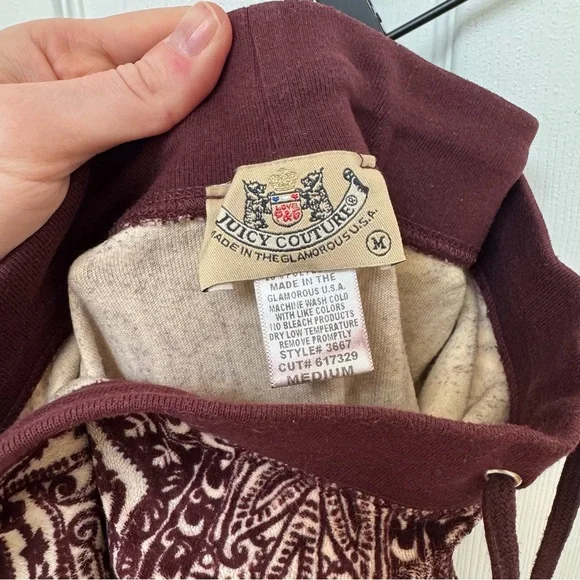 LOVE
P&G
JUICY COUTURE
®
MADE IN THE GLAMOROUS U.S.A.
M
MADE IN THE
GLAMOROUS U.S.A.
MACHINE WASH COLD
WITH LIKE COLORS
NO BLEACH PRODUCTS
DRY LOW TEMPERATURE
REMOVE PROMPTLY
STYLE# 3667
CUT# 617329
MEDIUM